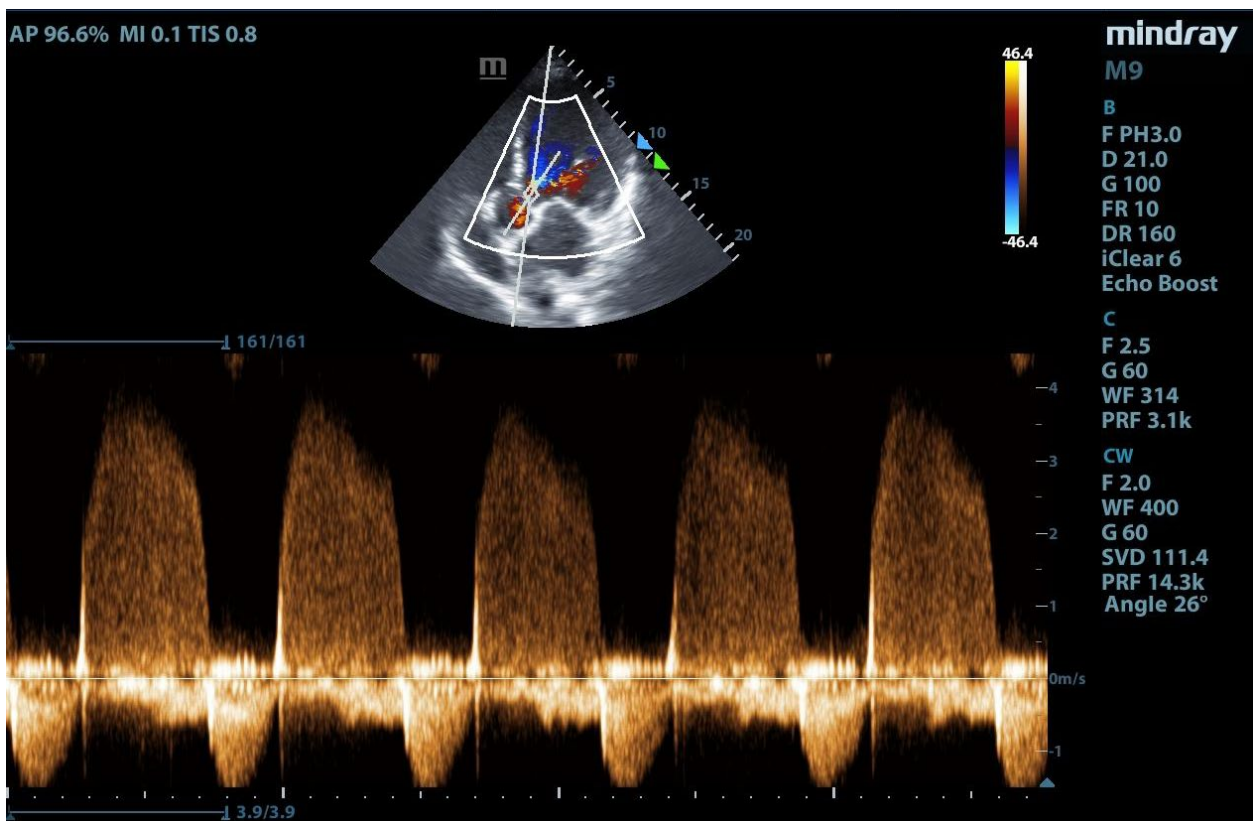 AP 96.6% MI 0.1 TIS 0.8
mindray
M9
m
5
10
15
20
46.4
-46.4
B
F PH3.0
D 21.0
G 100
FR 10
DR 160
iClear 6
Echo Boost
C
F 2.5
G 60
WF 314
PRF 3.1k
CW
F 2.0
WF 400
G 60
SVD 111.4
PRF 14.3k
Angle 26°
161/161
4
3
2
1
0m/s
-1
3.9/3.9